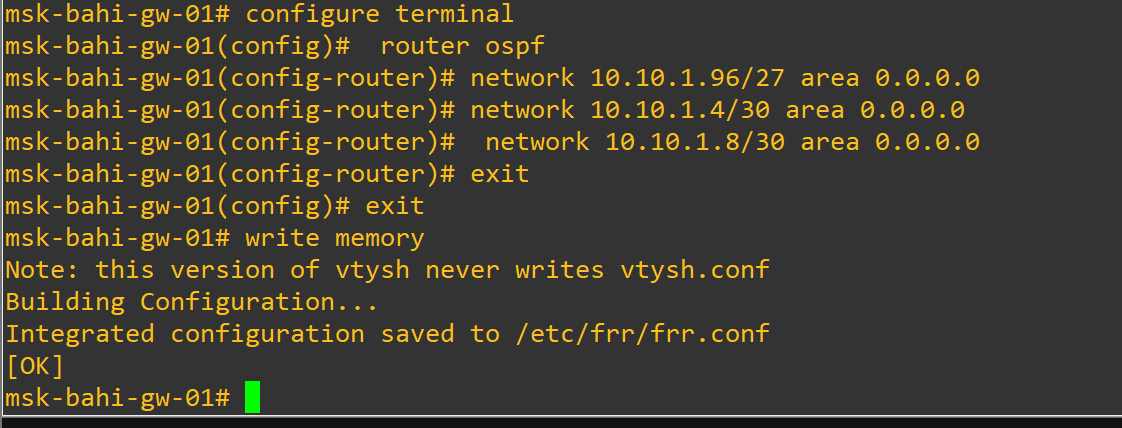 msk-bahi-gw-01# configure terminal
msk-bahi-gw-01(config)#  router ospf
msk-bahi-gw-01(config-router)# network 10.10.1.96/27 area 0.0.0.0
msk-bahi-gw-01(config-router)# network 10.10.1.4/30 area 0.0.0.0
msk-bahi-gw-01(config-router)#  network 10.10.1.8/30 area 0.0.0.0
msk-bahi-gw-01(config-router)# exit
msk-bahi-gw-01(config)# exit
msk-bahi-gw-01# write memory
Note: this version of vtysh never writes vtysh.conf
Building Configuration...
Integrated configuration saved to /etc/frr/frr.conf
[OK]
msk-bahi-gw-01#